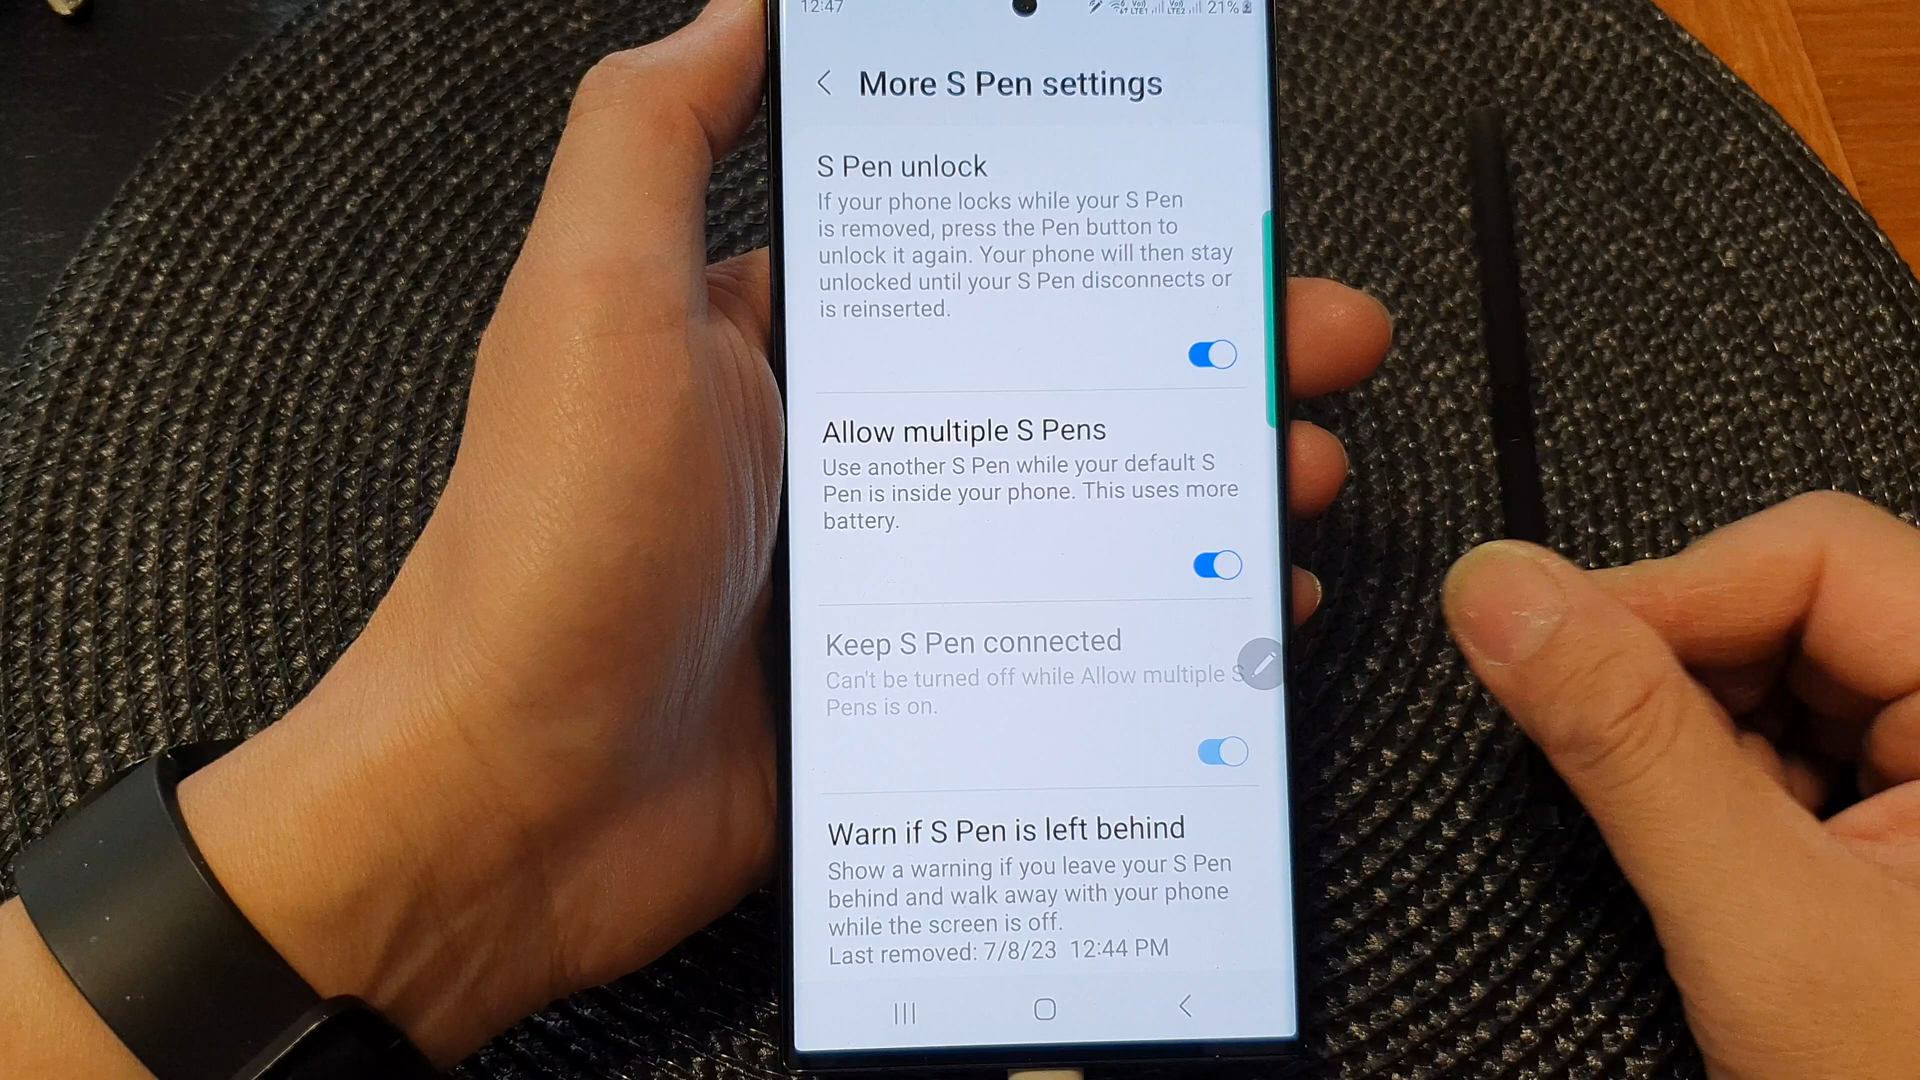 12:47
21%
More S Pen settings
S Pen unlock
If your phone locks while your S Pen
is removed, press the Pen button to
unlock it again. Your phone will then stay
unlocked until your S Pen disconnects or
is reinserted.
Allow multiple S Pens
Use another S Pen while your default S
Pen is inside your phone. This uses more
battery.
Keep S Pen connected
Can't be turned off while Allow multiple S
Pens is on.
Warn if S Pen is left behind
Show a warning if you leave your S Pen
behind and walk away with your phone
while the screen is off.
Last removed: 7/8/23 12:44 PM